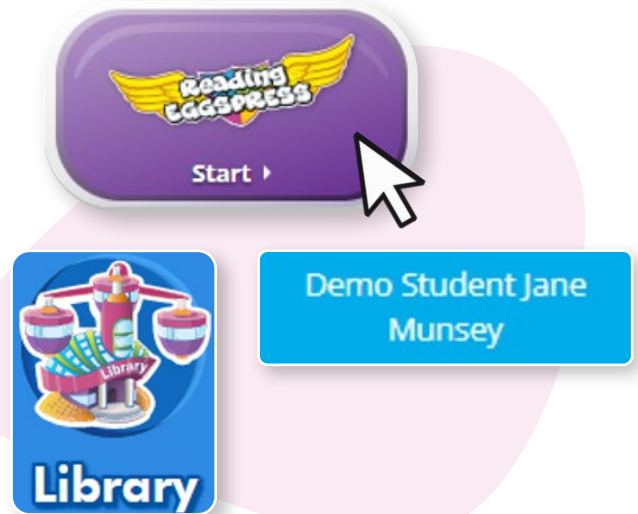 Reading
EGGSPRESS
Start
Demo Student Jane
Munsey
Library
Library